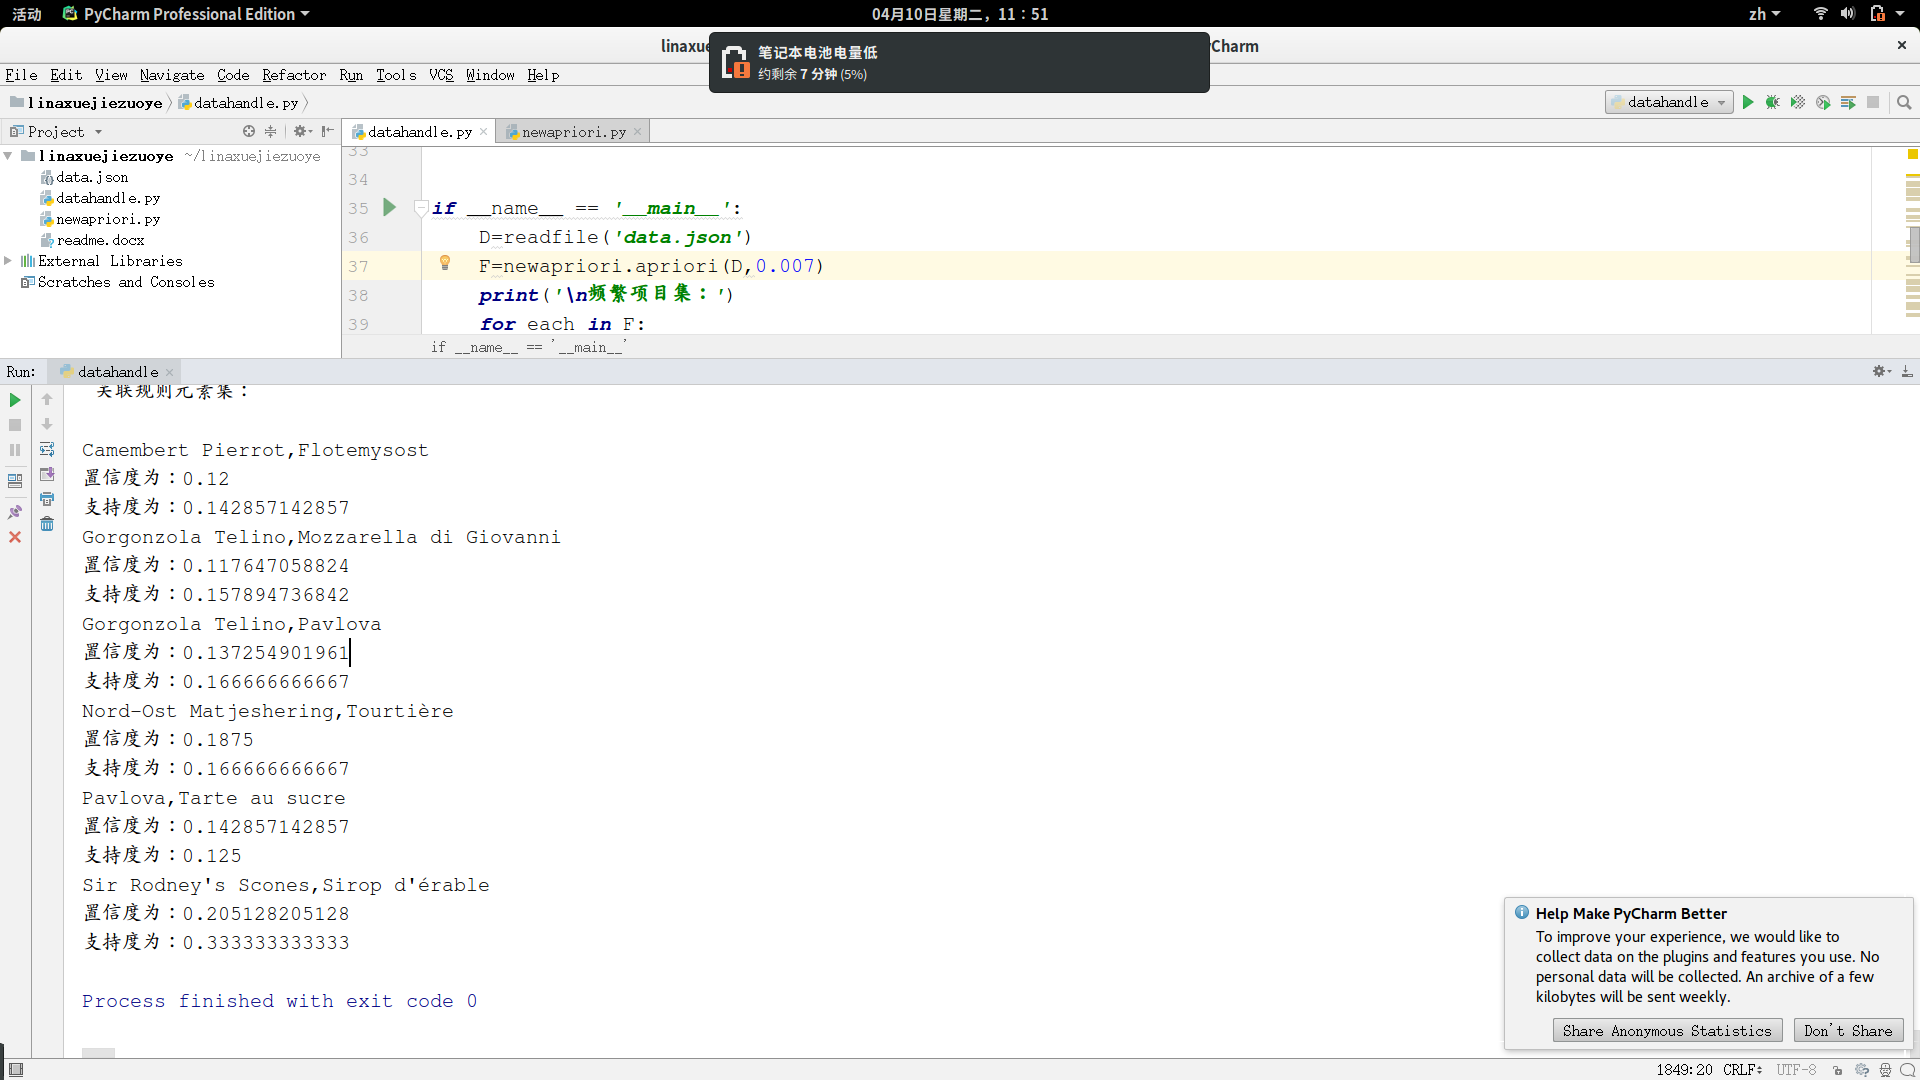 活动 PyCharm Professional Edition 04月10日星期二，11：51 zh
linaxue yCharm
笔记本电池电量低
约剩余 7 分钟 (5%)
File Edit View Navigate Code Refactor Run Tools VCS Window Help
linaxuejiezuoye datahandle.py datahandle
Project datahandle.py newapriori.py
linaxuejiezuoye ~/linaxuejiezuoye
data.json
datahandle.py
newapriori.py
readme.docx
External Libraries
Scratches and Consoles
33
34
35 if __name__ == '__main__':
36 D=readfile('data.json')
37 F=newapriori.apriori(D,0.007)
38 print('\n频繁项目集：')
39 for each in F:
if __name__ == '__main__'
Run: datahandle
关联规则元素集：
Camembert Pierrot,Flotemysost
置信度为：0.12
支持度为：0.142857142857
Gorgonzola Telino,Mozzarella di Giovanni
置信度为：0.117647058824
支持度为：0.157894736842
Gorgonzola Telino,Pavlova
置信度为：0.137254901961
支持度为：0.166666666667
Nord-Ost Matjeshering,Tourtière
置信度为：0.1875
支持度为：0.166666666667
Pavlova,Tarte au sucre
置信度为：0.142857142857
支持度为：0.125
Sir Rodney's Scones,Sirop d'érable
置信度为：0.205128205128
支持度为：0.333333333333
Process finished with exit code 0
Help Make PyCharm Better
To improve your experience, we would like to
collect data on the plugins and features you use. No
personal data will be collected. An archive of a few
kilobytes will be sent weekly.
Share Anonymous Statistics Don't Share
1849:20 CRLF UTF-8